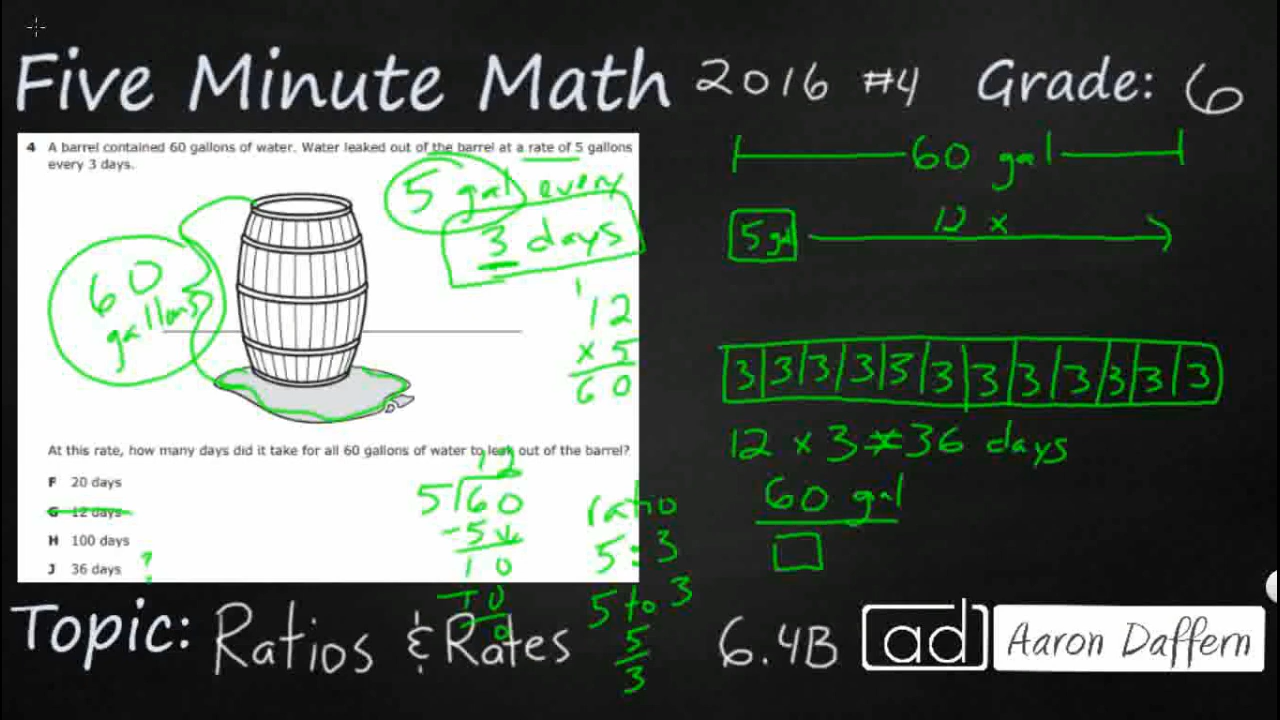 Five Minute Math 2016 #4 Grade: 6
4 A barrel contained 60 gallons of water. Water leaked out of the barrel at a rate of 5 gallons
every 3 days.
5 gal every
3 days
60
gallons
1
12
x 5
60
At this rate, how many days did it take for all 60 gallons of water to leak out of the barrel?
F 20 days
G 12 days
H 100 days
J 36 days ?
12
5 60
-5
10
-10
0
ratio
5:3
5 to 3
5
3
60 gal
5 gal 12 x
3 3 3 3 3 3 3 3 3 3 3 3
12 x 3 = 36 days
60 gal
Topic: Ratios & Rates 6.4B ad Aaron Daffern